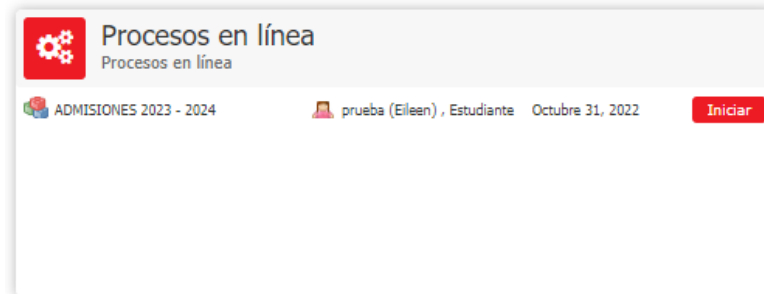 Procesos en línea
Procesos en línea
ADMISIONES 2023 - 2024 prueba (Eileen) , Estudiante Octubre 31, 2022 Iniciar